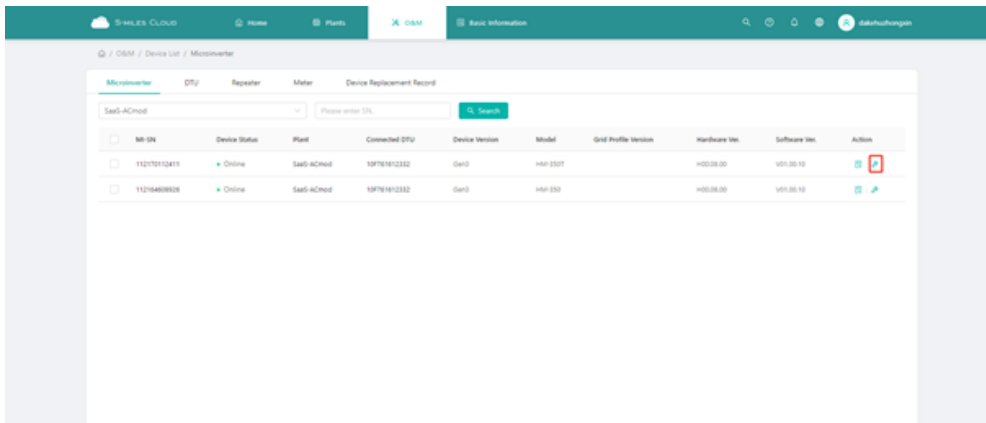 S-MILES CLOUD Home Plants O&M Basic Information dakehuzhongxin
/ O&M / Device List / Microinverter
Microinverter DTU Repeater Meter Device Replacement Record
SaaS-ACmod Please enter SN. Search
MI-SN Device Status Plant Connected DTU Device Version Model Grid Profile Version Hardware Ver. Software Ver. Action
112170112411 Online SaaS-ACmod 10F761612332 Gen3 HM-350T H00.08.00 V01.00.10
112164608928 Online SaaS-ACmod 10F761612332 Gen3 HM-350 H00.08.00 V01.00.10